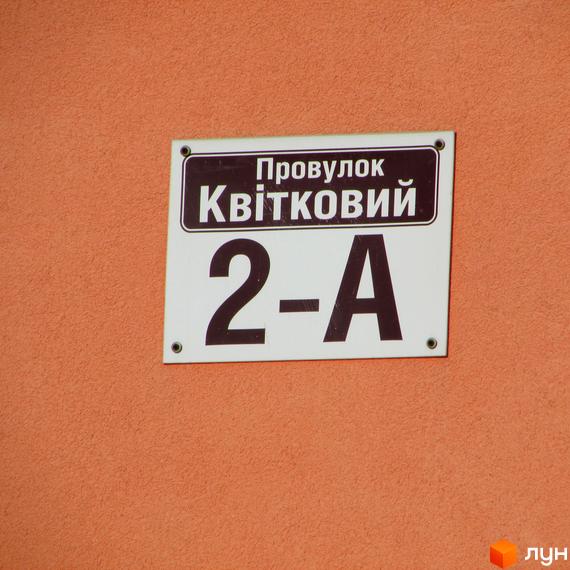 Провулок
Квітковий
2-А
лун